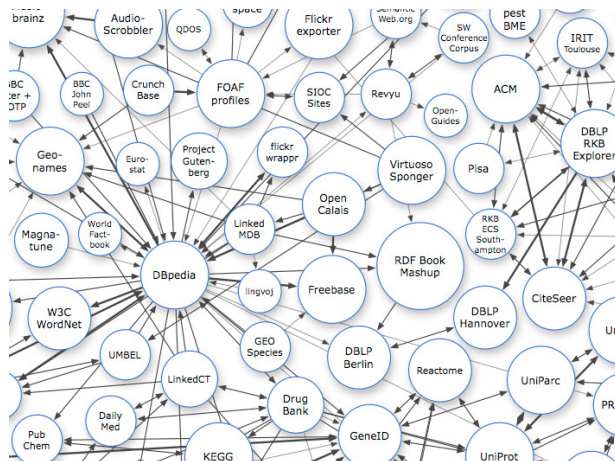 brainz
Audio-
Scrobbler
QDOS
space
Flickr
exporter
Web.org
SW
Conference
Corpus
pest
BME
IRIT
Toulouse
OTP
BBC
John
Peel
Crunch
Base
FOAF
profiles
SIOC
Sites
Revyu
Open-
Guides
ACM
DBLP
RKB
Explorer
Geo-
names
Euro-
stat
Project
Guten-
berg
flickr
wrappr
Virtuoso
Sponger
Pisa
Magna-
tune
World
Fact-
book
Linked
MDB
Open
Calais
RKB
ECS
South-
ampton
DBpedia
lingvoj
Freebase
RDF Book
Mashup
CiteSeer
W3C
WordNet
DBLP
Hannover
UMBEL
GEO
Species
DBLP
Berlin
LinkedCT
Reactome
UniParc
Daily
Med
Drug
Bank
Pub
Chem
KEGG
GeneID
UniProt
PR